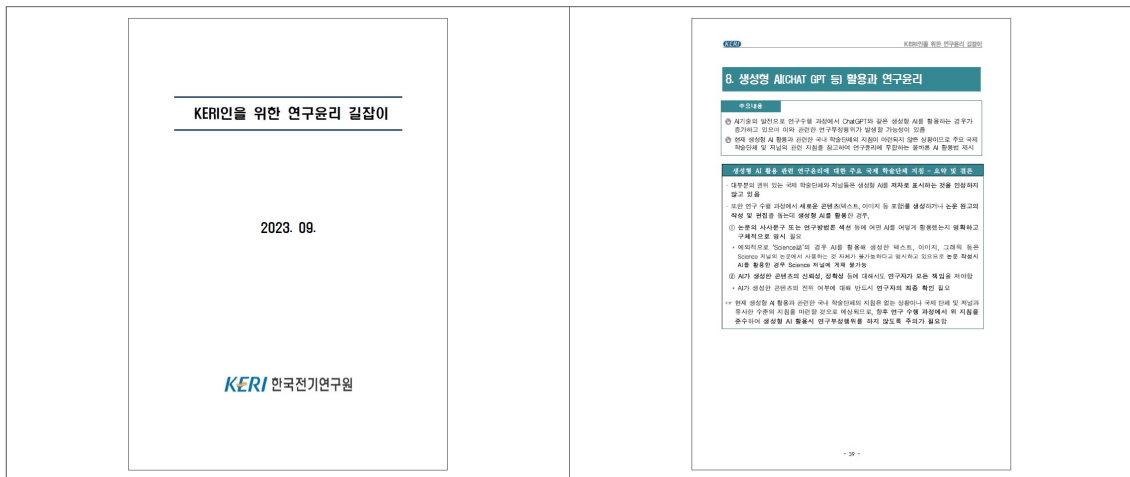 KERI인을 위한 연구윤리 길잡이
2023. 09.
KERI 한국전기연구원
KERI
KERI인을 위한 연구윤리 길잡이
8. 생성형 AI(CHAT GPT 등) 활용과 연구윤리
주요내용
AI기술의 발전으로 연구수행 과정에서 ChatGPT와 같은 생성형 AI를 활용하는 경우가
증가하고 있으며 이와 관련한 연구부정행위가 발생할 가능성이 있음
현재 생성형 AI 활용과 관련한 국내 학술단체의 지침이 마련되지 않은 상황이므로 주요 국제
학술단체 및 저널의 관련 지침을 참고하여 연구윤리에 부합하는 올바른 AI 활용법 제시
생성형 AI 활용 관련 연구윤리에 대한 주요 국제 학술단체 지침 - 요약 및 결론
· 대부분의 권위 있는 국제 학술단체와 저널들은 생성형 AI를 저자로 표시하는 것을 인정하지
않고 있음
· 또한 연구 수행 과정에서 새로운 콘텐츠(텍스트, 이미지 등 포함)를 생성하거나 논문 원고의
작성 및 편집을 돕는데 생성형 AI를 활용한 경우,
① 논문의 사사문구 또는 연구방법론 섹션 등에 어떤 AI를 어떻게 활용했는지 명확하고
구체적으로 명시 필요
• 예외적으로 'Science誌'의 경우 AI를 활용해 생성한 텍스트, 이미지, 그래픽 등은
Science 저널의 논문에서 사용하는 것 자체가 불가능하다고 명시하고 있으므로 논문 작성시
AI를 활용한 경우 Science 저널에 게재 불가능
② AI가 생성한 콘텐츠의 신뢰성, 정확성 등에 대해서도 연구자가 모든 책임을 져야함
• AI가 생성한 콘텐츠의 진위 여부에 대해 반드시 연구자의 최종 확인 필요
☞ 현재 생성형 AI 활용과 관련한 국내 학술단체의 지침은 없는 상황이나 국제 단체 및 저널과
유사한 수준의 지침을 마련할 것으로 예상되므로, 향후 연구 수행 과정에서 위 지침을
준수하여 생성형 AI 활용시 연구부정행위를 하지 않도록 주의가 필요함
- 39 -